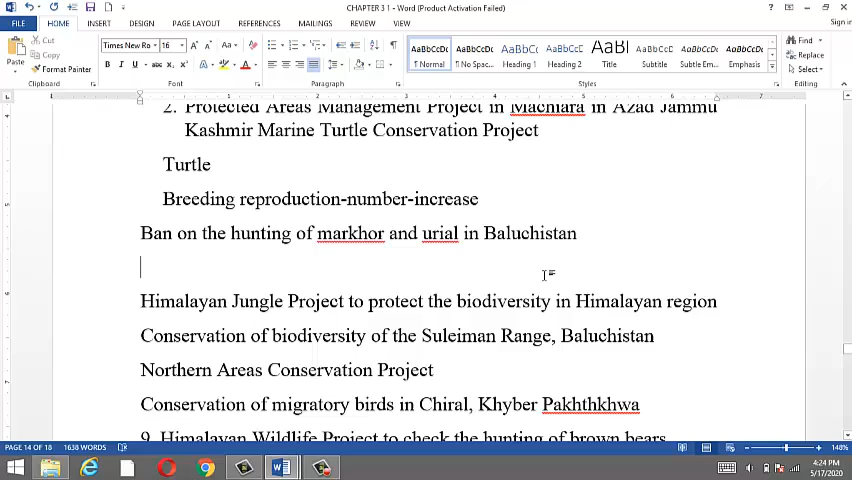 CHAPTER 3 1 - Word (Product Activation Failed)
Sign in
FILE HOME INSERT DESIGN PAGE LAYOUT REFERENCES MAILINGS REVIEW VIEW
Cut
Copy
Format Painter
Paste
Clipboard
Times New Ro 16
Font
Paragraph
AaBbCcDc AaBbCcDc AaBbCc AaBbCcC AaBl AaBbCcD AaBbCcDc AaBbCcDc
¶ Normal ¶ No Spac... Heading 1 Heading 2 Title Subtitle Subtle Em... Emphasis
Styles
Find
Replace
Select
Editing
2. Protected Areas Management Project in Machiara in Azad Jammu
Kashmir Marine Turtle Conservation Project
Turtle
Breeding reproduction-number-increase
Ban on the hunting of markhor and urial in Baluchistan
Himalayan Jungle Project to protect the biodiversity in Himalayan region
Conservation of biodiversity of the Suleiman Range, Baluchistan
Northern Areas Conservation Project
Conservation of migratory birds in Chiral, Khyber Pakhthkhwa
9. Himalayan Wildlife Project to check the hunting of brown bears
PAGE 14 OF 18 1638 WORDS
148%
4:24 PM
5/17/2020